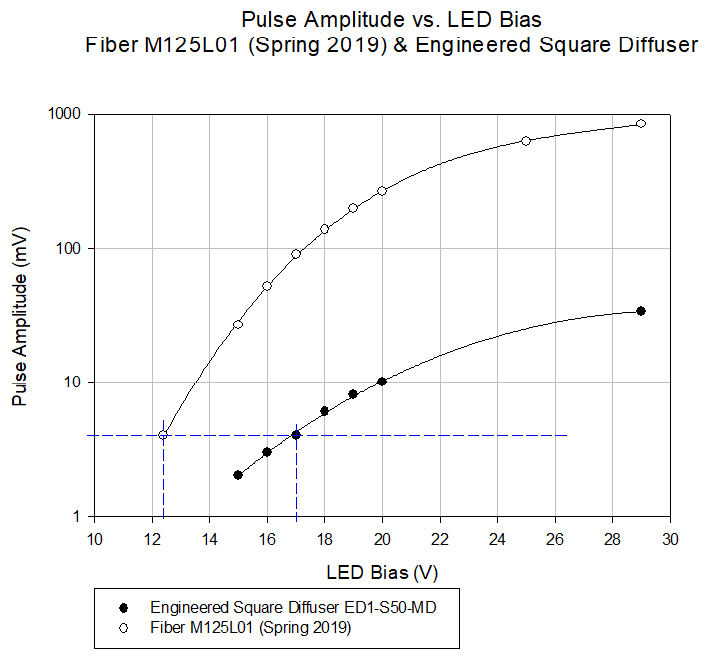 Pulse Amplitude vs. LED Bias
Fiber M125L01 (Spring 2019) & Engineered Square Diffuser
1000
100
10
1
Pulse Amplitude (mV)
10 12 14 16 18 20 22 24 26 28 30
LED Bias (V)
Engineered Square Diffuser ED1-S50-MD
Fiber M125L01 (Spring 2019)